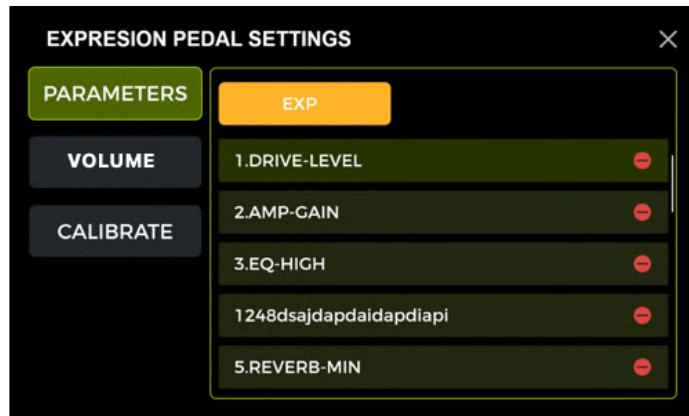 EXPRESION PEDAL SETTINGS
PARAMETERS
VOLUME
CALIBRATE
EXP
1.DRIVE-LEVEL
2.AMP-GAIN
3.EQ-HIGH
1248dsajdapdaidapdiapi
5.REVERB-MIN